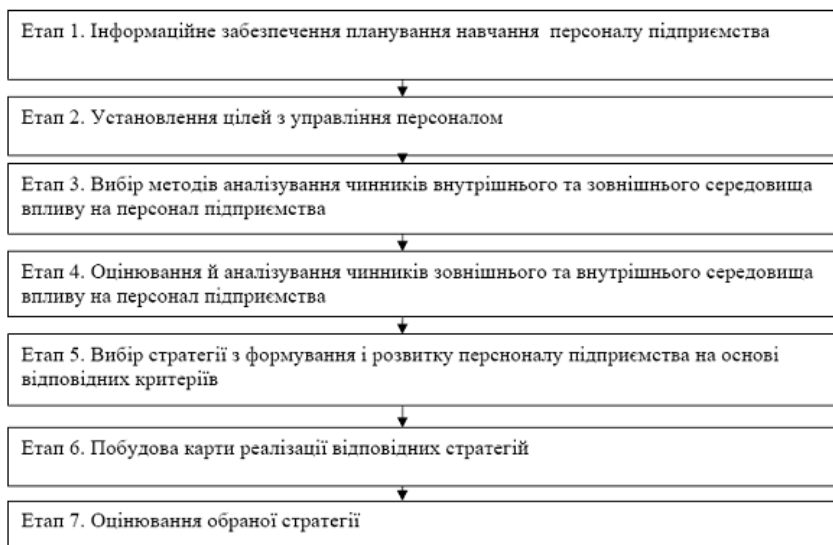 Етап 1. Інформаційне забезпечення планування навчання персоналу підприємства
Етап 2. Установлення цілей з управління персоналом
Етап 3. Вибір методів аналізування чинників внутрішнього та зовнішнього середовища
впливу на персонал підприємства
Етап 4. Оцінювання й аналізування чинників зовнішнього та внутрішнього середовища
впливу на персонал підприємства
Етап 5. Вибір стратегії з формування і розвитку перснoналу підприємства на основі
відповідних критеріїв
Етап 6. Побудова карти реалізації відповідних стратегій
Етап 7. Оцінювання обраної стратегії